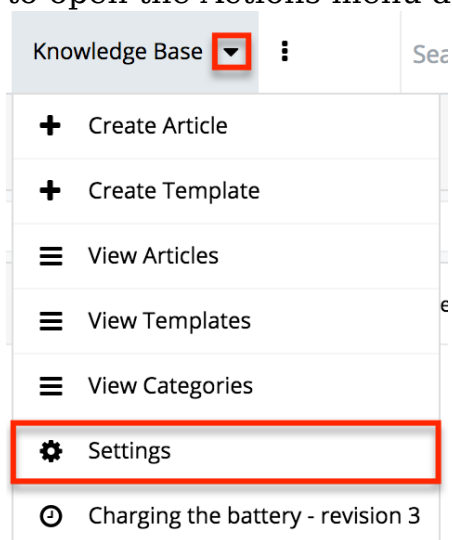 to open the Actions menu a
Knowledge Base
Sea
Create Article
Create Template
View Articles
View Templates
View Categories
Settings
Charging the battery - revision 3